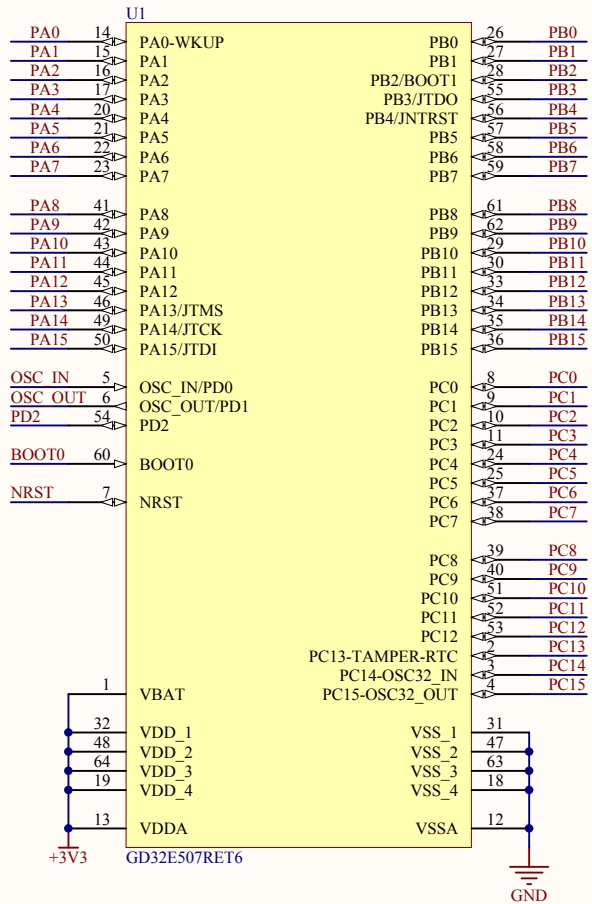 U1
PA0 14 PA0-WKUP PB0 26 PB0
PA1 15 PA1 PB1 27 PB1
PA2 16 PA2 PB2/BOOT1 28 PB2
PA3 17 PA3 PB3/JTDO 55 PB3
PA4 20 PA4 PB4/JNTRST 56 PB4
PA5 21 PA5 PB5 57 PB5
PA6 22 PA6 PB6 58 PB6
PA7 23 PA7 PB7 59 PB7
PA8 41 PA8 PB8 61 PB8
PA9 42 PA9 PB9 62 PB9
PA10 43 PA10 PB10 29 PB10
PA11 44 PA11 PB11 30 PB11
PA12 45 PA12 PB12 33 PB12
PA13 46 PA13/JTMS PB13 34 PB13
PA14 49 PA14/JTCK PB14 35 PB14
PA15 50 PA15/JTDI PB15 36 PB15
OSC_IN 5 OSC_IN/PD0 PC0 8 PC0
OSC_OUT 6 OSC_OUT/PD1 PC1 9 PC1
PD2 54 PD2 PC2 10 PC2
PC3 11 PC3
BOOT0 60 BOOT0 PC4 24 PC4
PC5 25 PC5
NRST 7 NRST PC6 37 PC6
PC7 38 PC7
PC8 39 PC8
PC9 40 PC9
PC10 51 PC10
PC11 52 PC11
PC12 53 PC12
PC13-TAMPER-RTC 2 PC13
PC14-OSC32_IN 3 PC14
1 VBAT PC15-OSC32_OUT 4 PC15
32 VDD_1 VSS_1 31
48 VDD_2 VSS_2 47
64 VDD_3 VSS_3 63
19 VDD_4 VSS_4 18
13 VDDA VSSA 12
+3V3 GD32E507RET6
GND